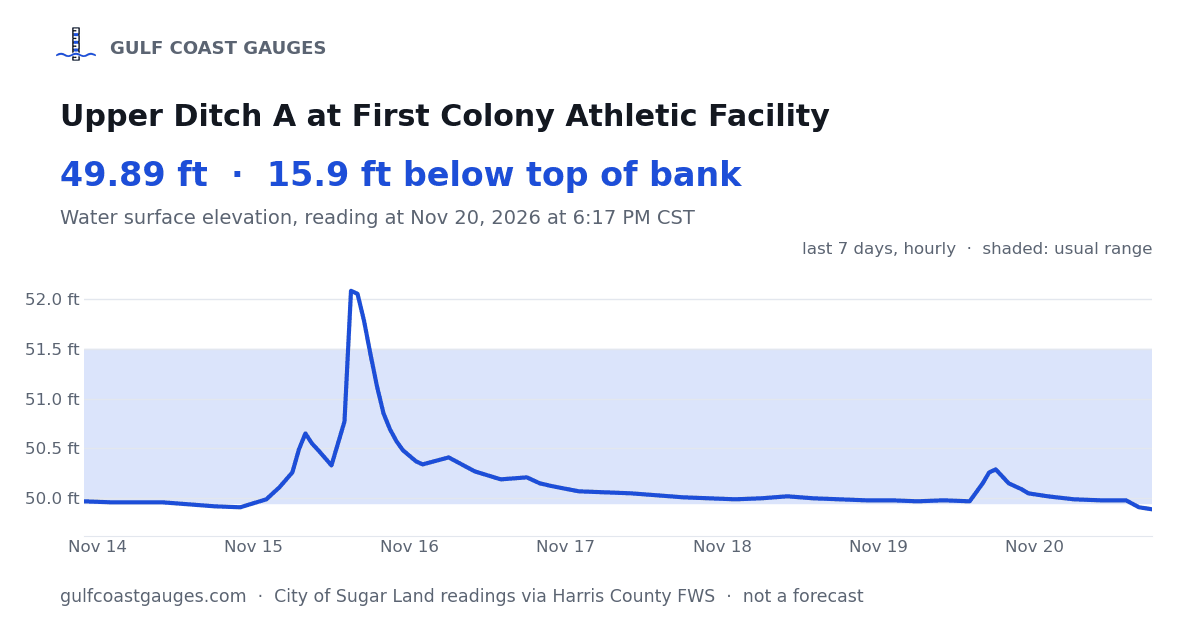 GULF COAST GAUGES
Upper Ditch A at First Colony Athletic Facility
49.89 ft · 15.9 ft below top of bank
Water surface elevation, reading at Nov 20, 2026 at 6:17 PM CST
last 7 days, hourly · shaded: usual range
52.0 ft
51.5 ft
51.0 ft
50.5 ft
50.0 ft
Nov 14 Nov 15 Nov 16 Nov 17 Nov 18 Nov 19 Nov 20
gulfcoastgauges.com · City of Sugar Land readings via Harris County FWS · not a forecast